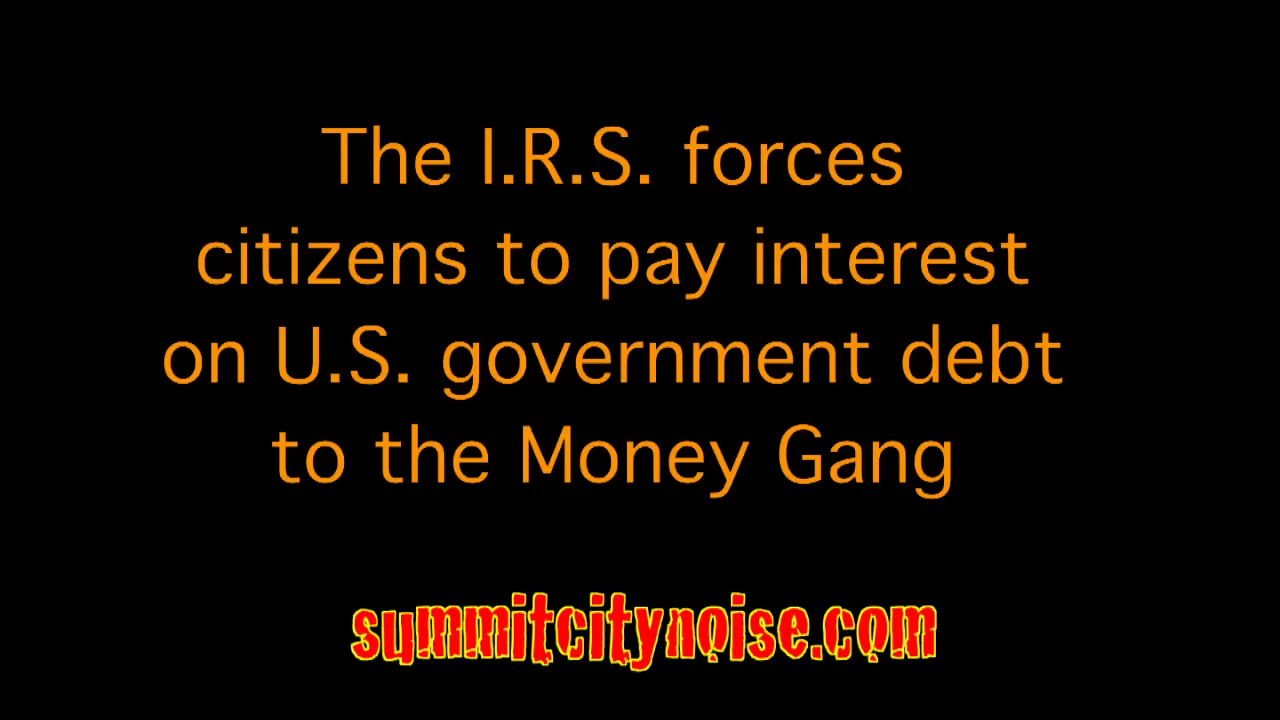 The I.R.S. forces
citizens to pay interest
on U.S. government debt
to the Money Gang
summitcitynoise.com